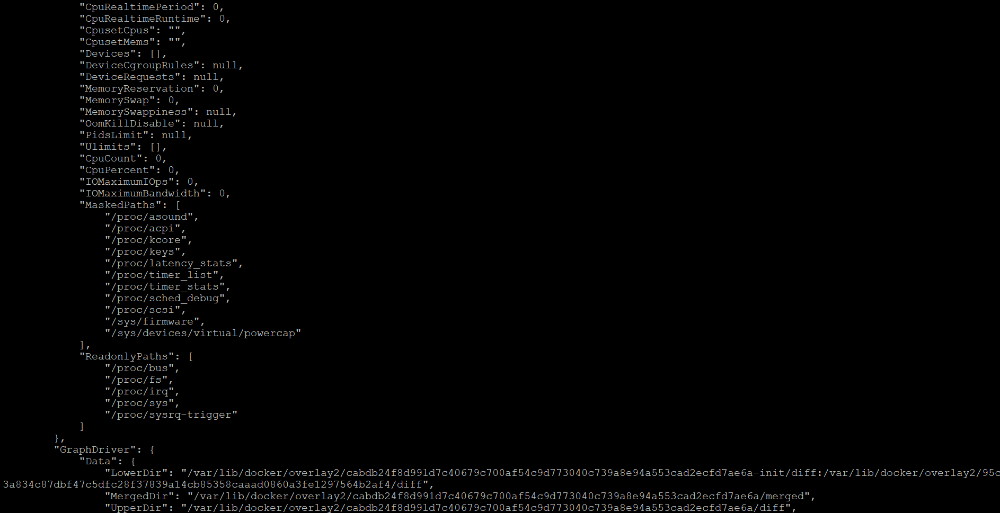 "CpuRealtimePeriod": 0,
"CpuRealtimeRuntime": 0,
"CpusetCpus": "",
"CpusetMems": "",
"Devices": [],
"DeviceCgroupRules": null,
"DeviceRequests": null,
"MemoryReservation": 0,
"MemorySwap": 0,
"MemorySwappiness": null,
"OomKillDisable": null,
"PidsLimit": null,
"Ulimits": [],
"CpuCount": 0,
"CpuPercent": 0,
"IOMaximumIOps": 0,
"IOMaximumBandwidth": 0,
"MaskedPaths": [
"/proc/asound",
"/proc/acpi",
"/proc/kcore",
"/proc/keys",
"/proc/latency_stats",
"/proc/timer_list",
"/proc/timer_stats",
"/proc/sched_debug",
"/proc/scsi",
"/sys/firmware",
"/sys/devices/virtual/powercap"
],
"ReadonlyPaths": [
"/proc/bus",
"/proc/fs",
"/proc/irq",
"/proc/sys",
"/proc/sysrq-trigger"
]
},
"GraphDriver": {
"Data": {
"LowerDir": "/var/lib/docker/overlay2/cabdb24f8d991d7c40679c700af54c9d773040c739a8e94a553cad2ecfd7ae6a-init/diff:/var/lib/docker/overlay2/95c
3a834c87dbf47c5dfc28f37839a14cb85358caaad0860a3fe1297564b2af4/diff",
"MergedDir": "/var/lib/docker/overlay2/cabdb24f8d991d7c40679c700af54c9d773040c739a8e94a553cad2ecfd7ae6a/merged",
"UpperDir": "/var/lib/docker/overlay2/cabdb24f8d991d7c40679c700af54c9d773040c739a8e94a553cad2ecfd7ae6a/diff",